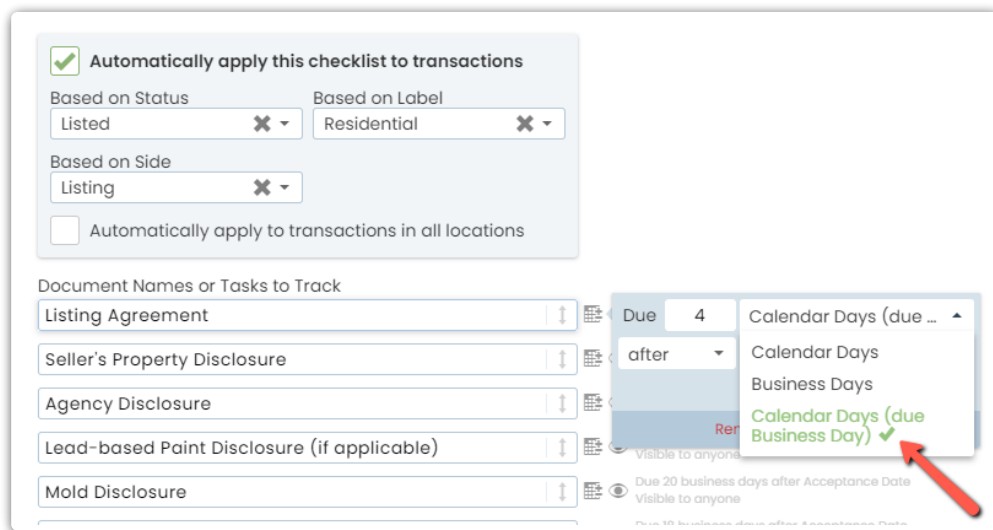 Automatically apply this checklist to transactions
Based on Status
Based on Label
Listed
Residential
Based on Side
Listing
Automatically apply to transactions in all locations
Document Names or Tasks to Track
Listing Agreement
Due
4
Calendar Days (due ...
Seller's Property Disclosure
after
Calendar Days
Business Days
Agency Disclosure
Calendar Days (due
Business Day)
Lead-based Paint Disclosure (if applicable)
Visible to anyone
Mold Disclosure
Due 20 business days after Acceptance Date
Visible to anyone